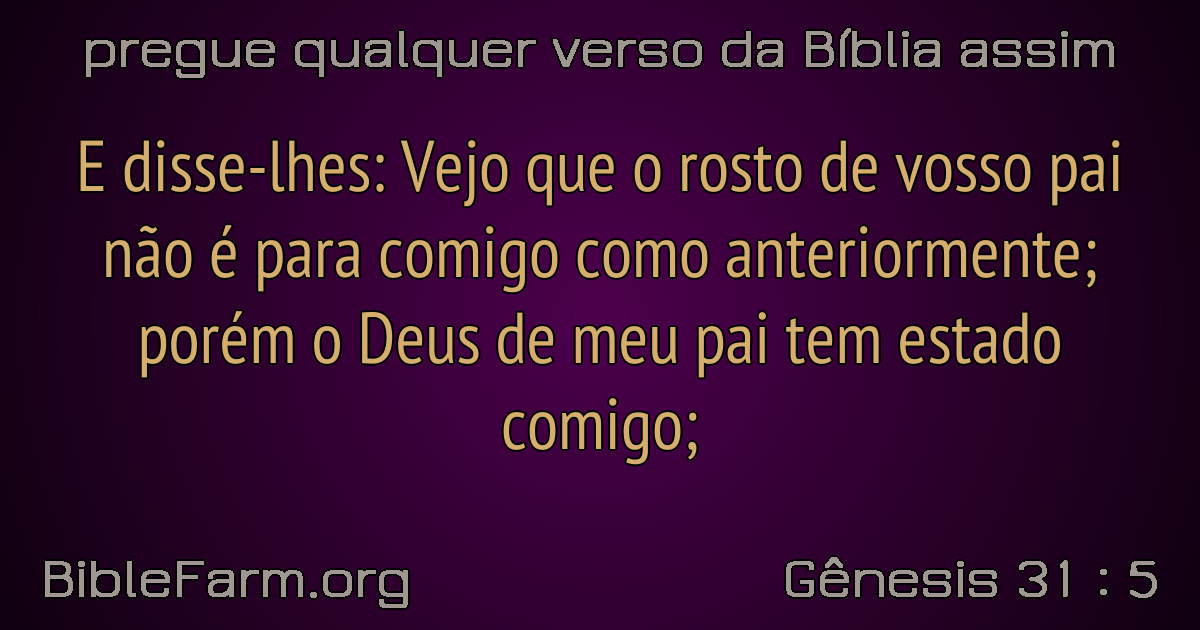 pregue qualquer verso da Bíblia assim
E disse-lhes: Vejo que o rosto de vosso pai
não é para comigo como anteriormente;
porém o Deus de meu pai tem estado
comigo;
BibleFarm.org
Gênesis 31 : 5